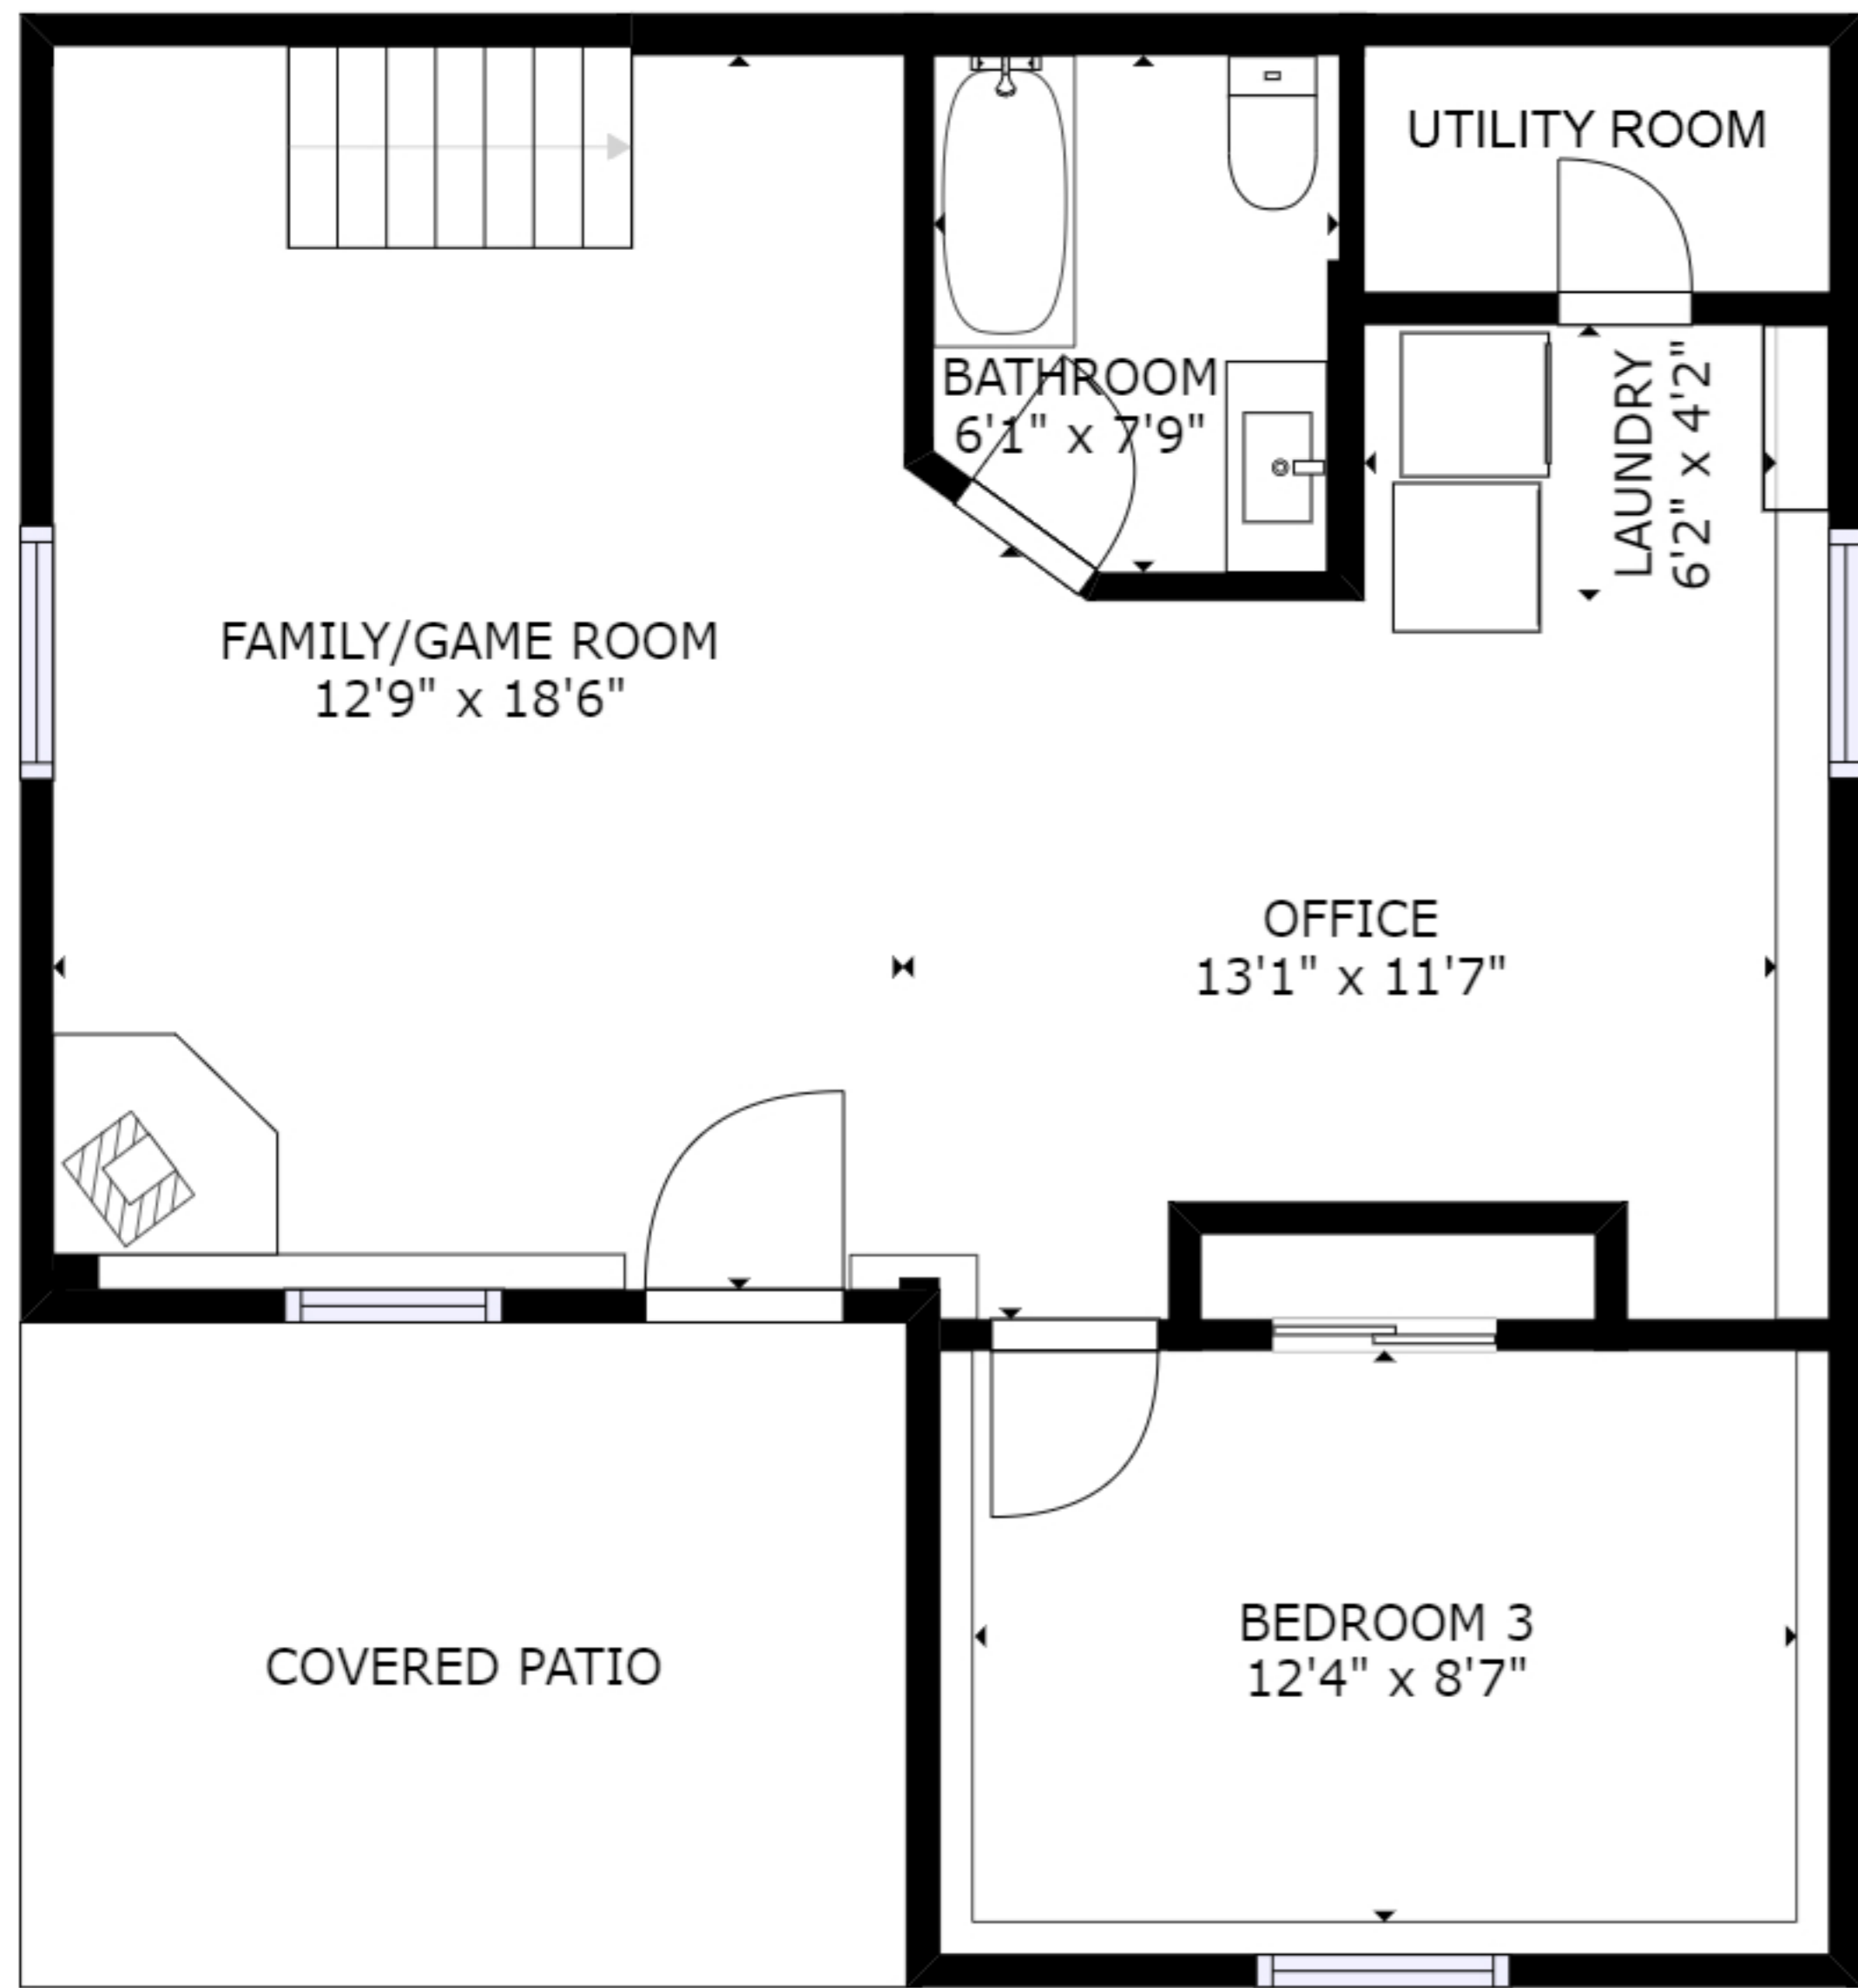 UTILITY ROOM
BATHROOM
6'1" x 7'9"
LAUNDRY
6'2" x 4'2"
FAMILY/GAME ROOM
12'9" x 18'6"
OFFICE
13'1" x 11'7"
BEDROOM 3
12'4" x 8'7"
COVERED PATIO